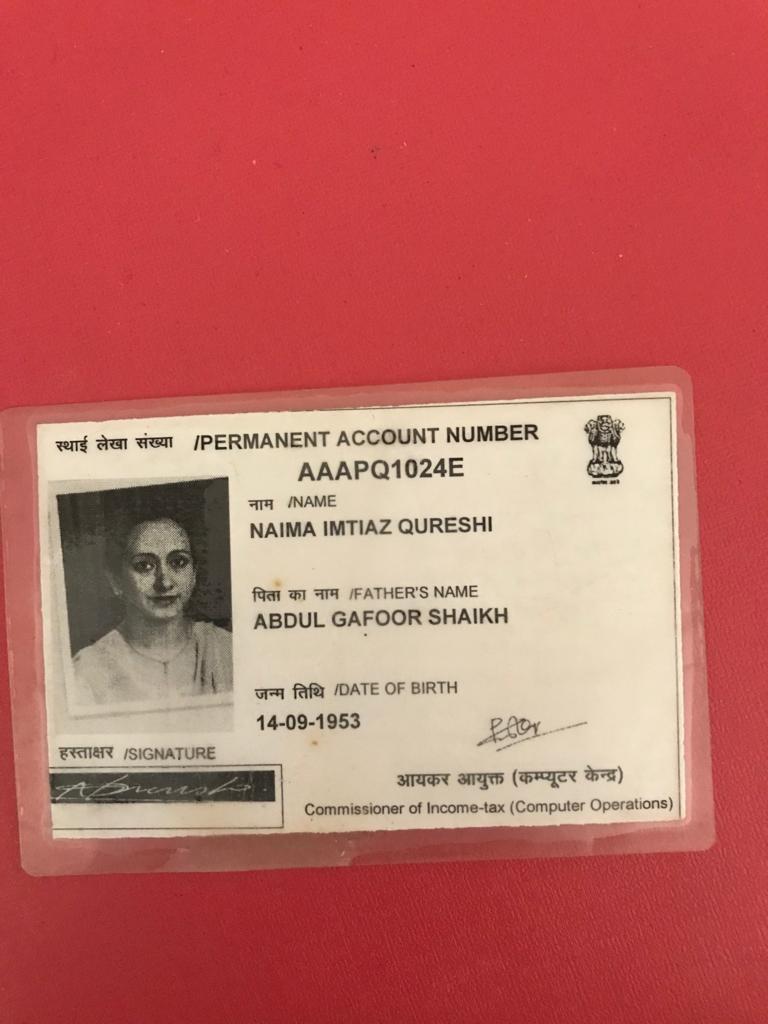 स्थाई लेखा संख्या /PERMANENT ACCOUNT NUMBER
AAAPQ1024E
नाम /NAME
NAIMA IMTIAZ QURESHI
पिता का नाम /FATHER'S NAME
ABDUL GAFOOR SHAIKH
जन्म तिथि /DATE OF BIRTH
14-09-1953
हस्ताक्षर /SIGNATURE
आयकर आयुक्त (कम्प्यूटर केन्द्र)
Commissioner of Income-tax (Computer Operations)